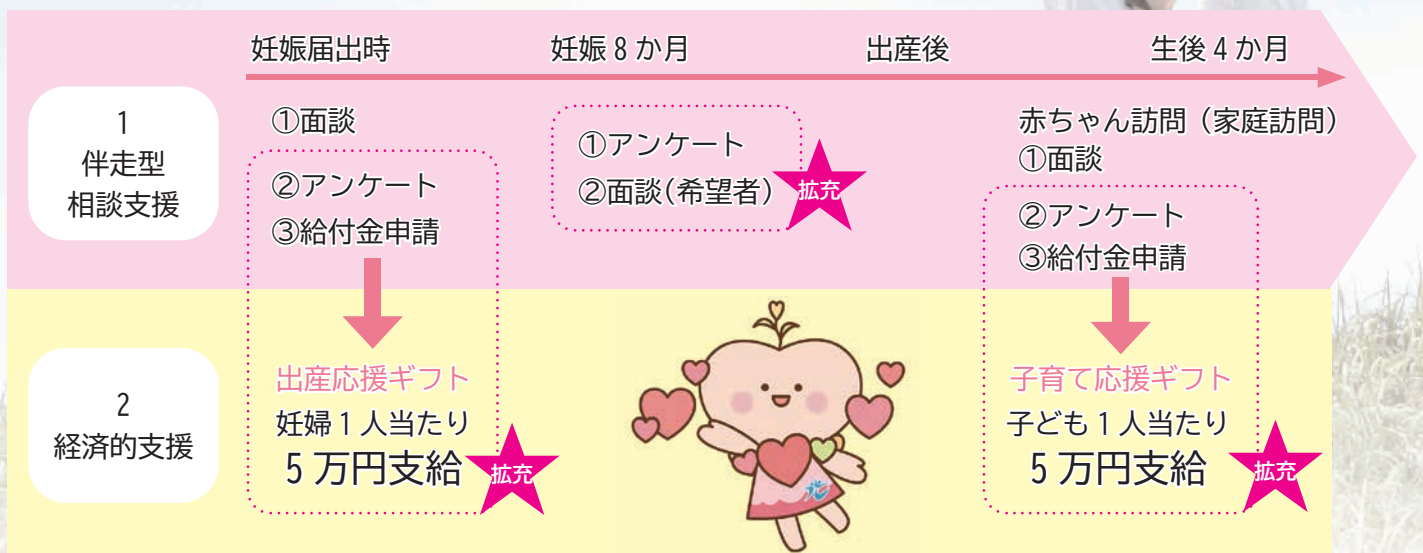 妊娠届出時
妊娠8か月
出産後
生後4か月
1
伴走型
相談支援
①面談
②アンケート
③給付金申請
①アンケート
②面談(希望者)
拡充
赤ちゃん訪問（家庭訪問）
①面談
②アンケート
③給付金申請
2
経済的支援
出産応援ギフト
妊婦1人当たり
5万円支給
拡充
子育て応援ギフト
子ども1人当たり
5万円支給
拡充